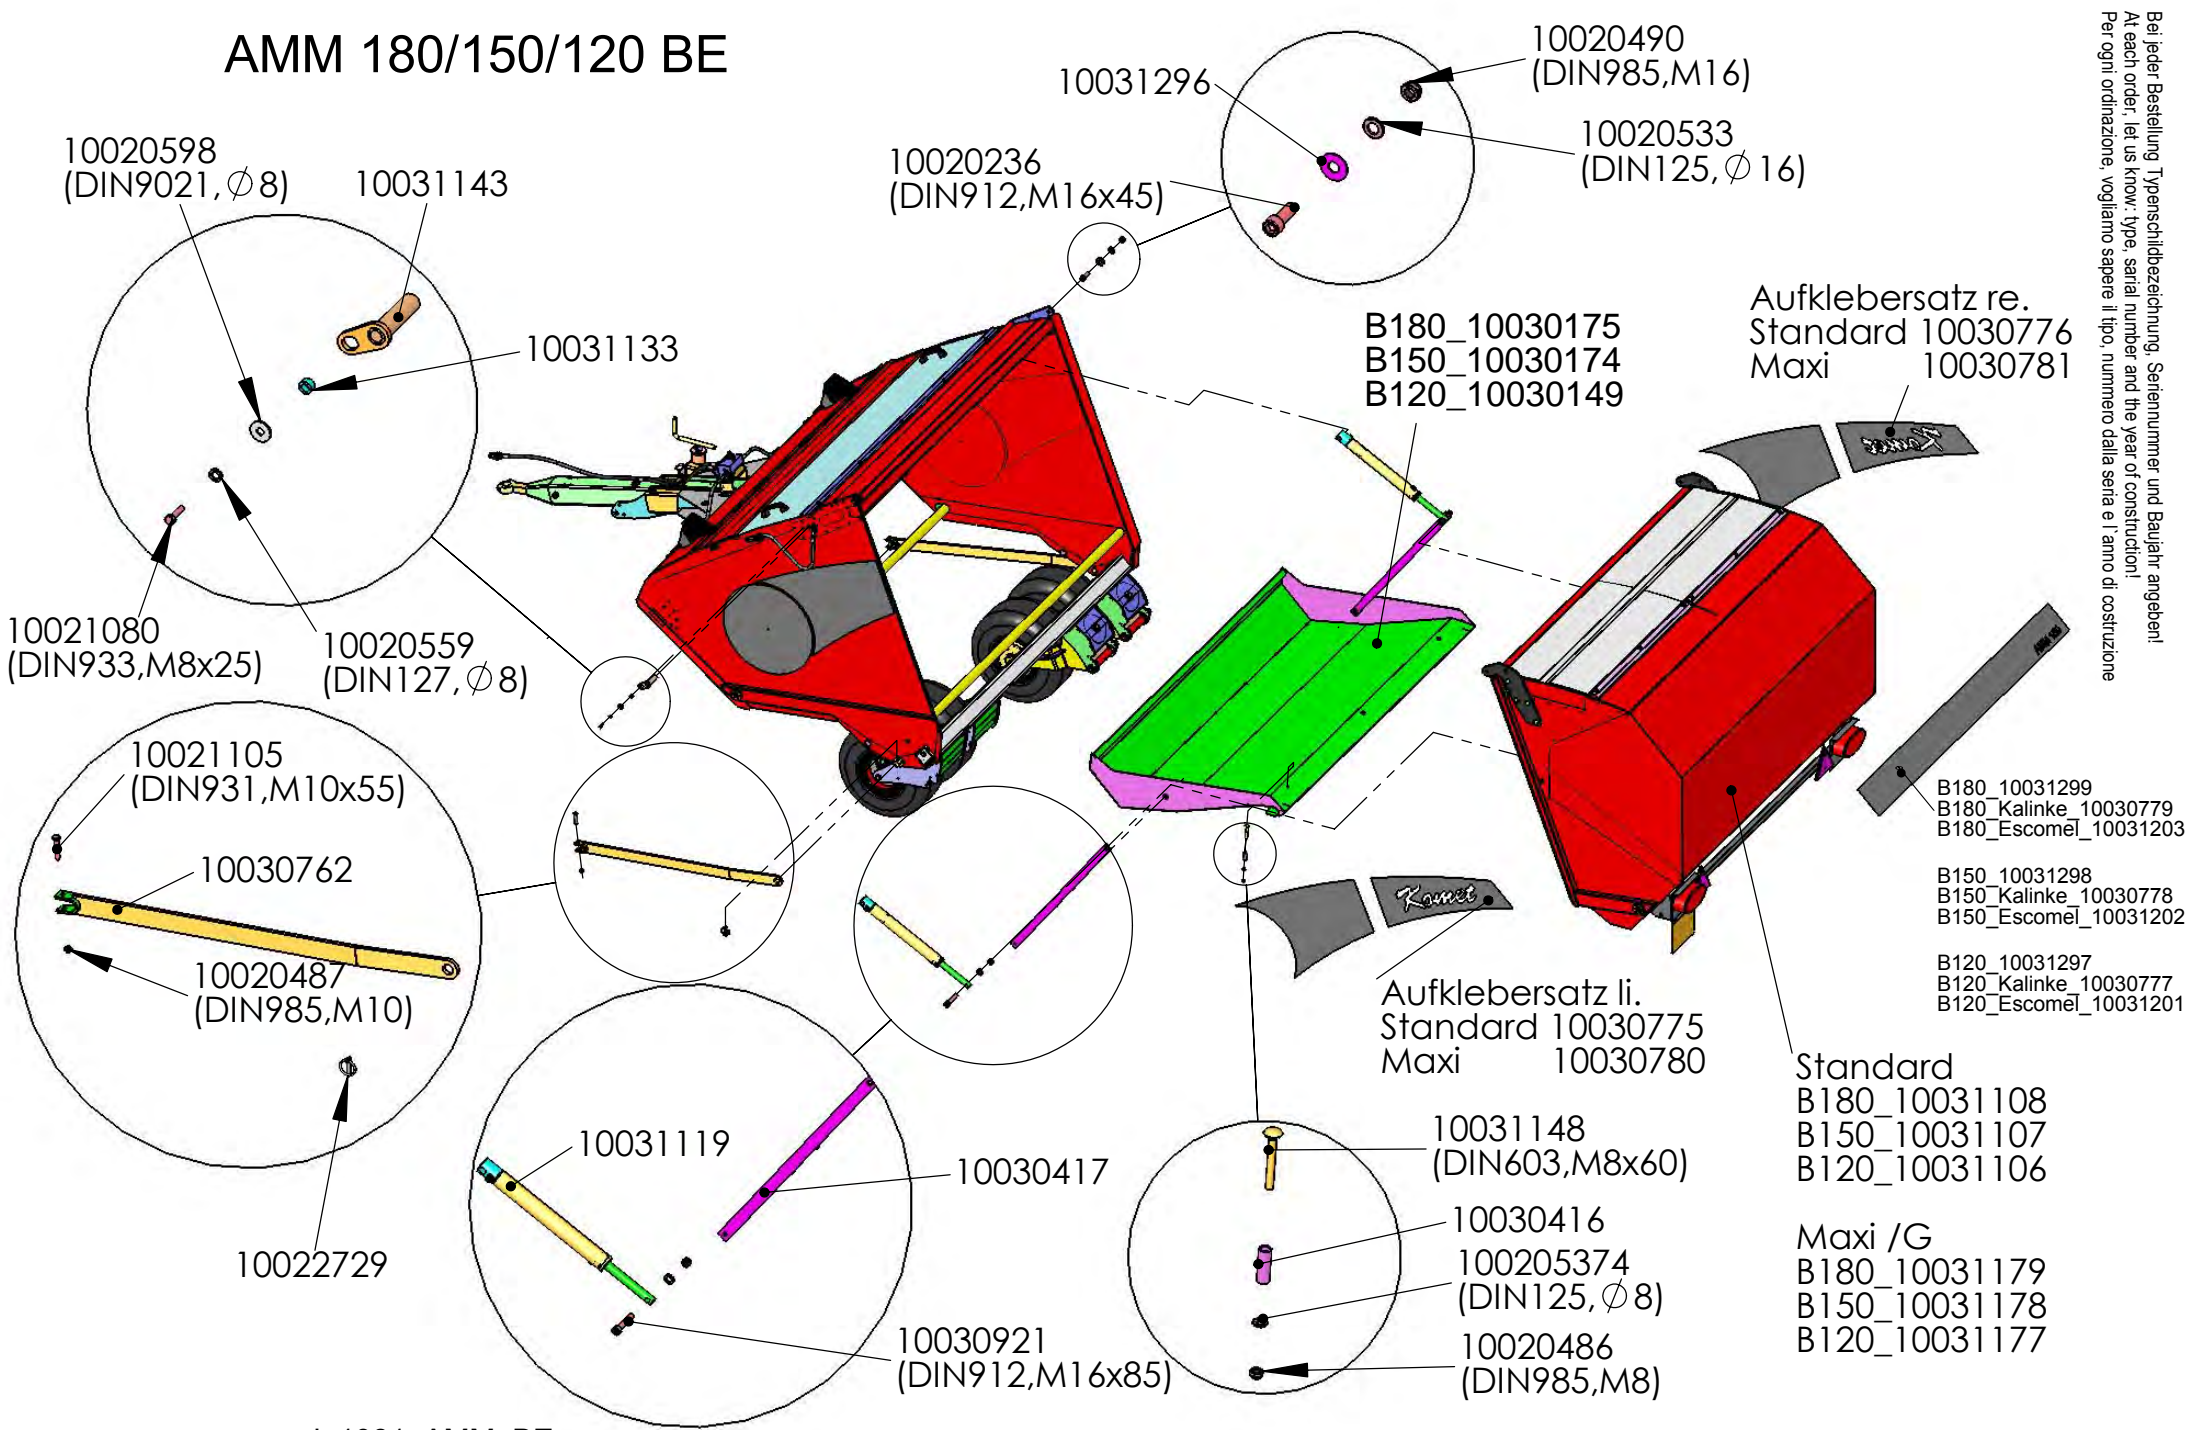 AMM 180/150/120 BE
10020598
(DIN9021,∅8)
10031143
10031133
10021080
(DIN933,M8x25)
10020559
(DIN127,∅8)
10020236
(DIN912,M16x45)
10031296
10020490
(DIN985,M16)
10020533
(DIN125,∅16)
B180_10030175
B150_10030174
B120_10030149
Aufklebersatz re.
Standard 10030776
Maxi 10030781
Bei jeder Bestellung Typenschildbezeichnung, Seriennummer und Baujahr angeben!
At each order, let us know: type, sarial number and the year of construction!
Per ogni ordinazione, vogliamo sapere il tipo, nummero dalla seria e l'anno di costruzione
10021105
(DIN931,M10x55)
10030762
10020487
(DIN985,M10)
10022729
10031119
10030417
10030921
(DIN912,M16x85)
Komet
Komet
Aufklebersatz li.
Standard 10030775
Maxi 10030780
10031148
(DIN603,M8x60)
10030416
100205374
(DIN125,∅8)
10020486
(DIN985,M8)
B180_10031299
B180_Kalinke_10030779
B180_Escomel_10031203
B150_10031298
B150_Kalinke_10030778
B150_Escomel_10031202
B120_10031297
B120_Kalinke_10030777
B120_Escomel_10031201
Standard
B180_10031108
B150_10031107
B120_10031106
Maxi /G
B180_10031179
B150_10031178
B120_10031177